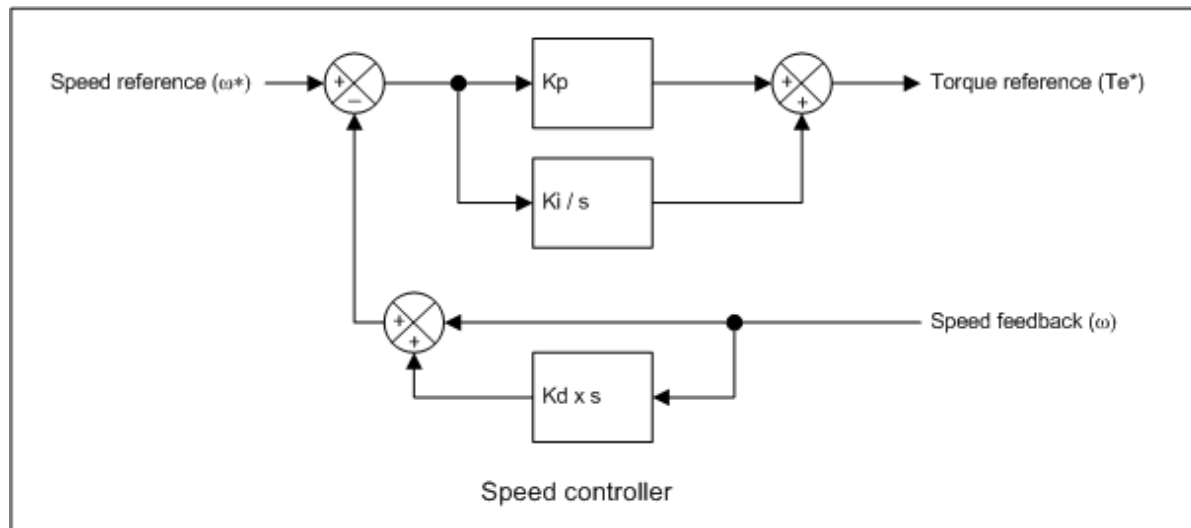 Speed reference (ω*)
+
−
Kp
+
+
Torque reference (Te*)
Ki / s
+
+
Speed feedback (ω)
Kd x s
Speed controller